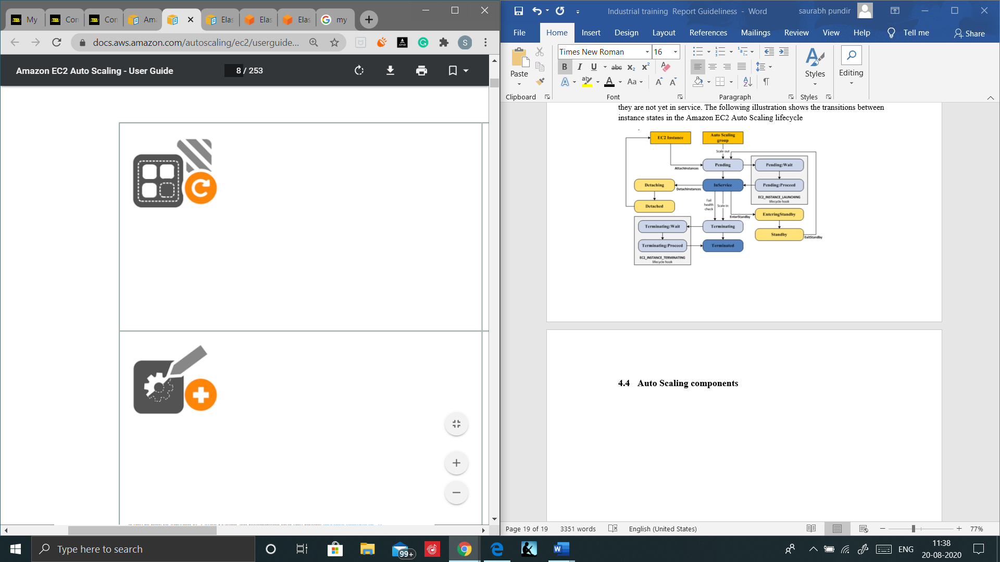 My
Con
Con
Ama
Elas
Elas
Elas
my
docs.aws.amazon.com/autoscaling/ec2/userguide...
S
Amazon EC2 Auto Scaling - User Guide
8 / 253
Industrial training Report Guideliness - Word
saurabh pundir
File
Home
Insert
Design
Layout
References
Mailings
Review
View
Help
Tell me
Share
Paste
Times New Roman
16
B I U abc x₂ x²
A ab A Aa A A
Styles
Editing
Clipboard
Font
Paragraph
Styles
they are not yet in service. The following illustration shows the transitions between
instance states in the Amazon EC2 Auto Scaling lifecycle
EC2 Instance
Auto Scaling
group
Scale out
AttachInstances
Pending
Pending:Wait
Detaching
DetachInstances
InService
Pending:Proceed
EC2_INSTANCE_LAUNCHING
lifecycle hook
Detached
Fail
health
check
Scale in
EnterStandby
EnteringStandby
Terminating:Wait
Terminating
Standby
ExitStandby
Terminating:Proceed
Terminated
EC2_INSTANCE_TERMINATING
lifecycle hook
4.4 Auto Scaling components
Page 19 of 19
3351 words
English (United States)
77%
Type here to search
99+
ENG
11:38
20-08-2020